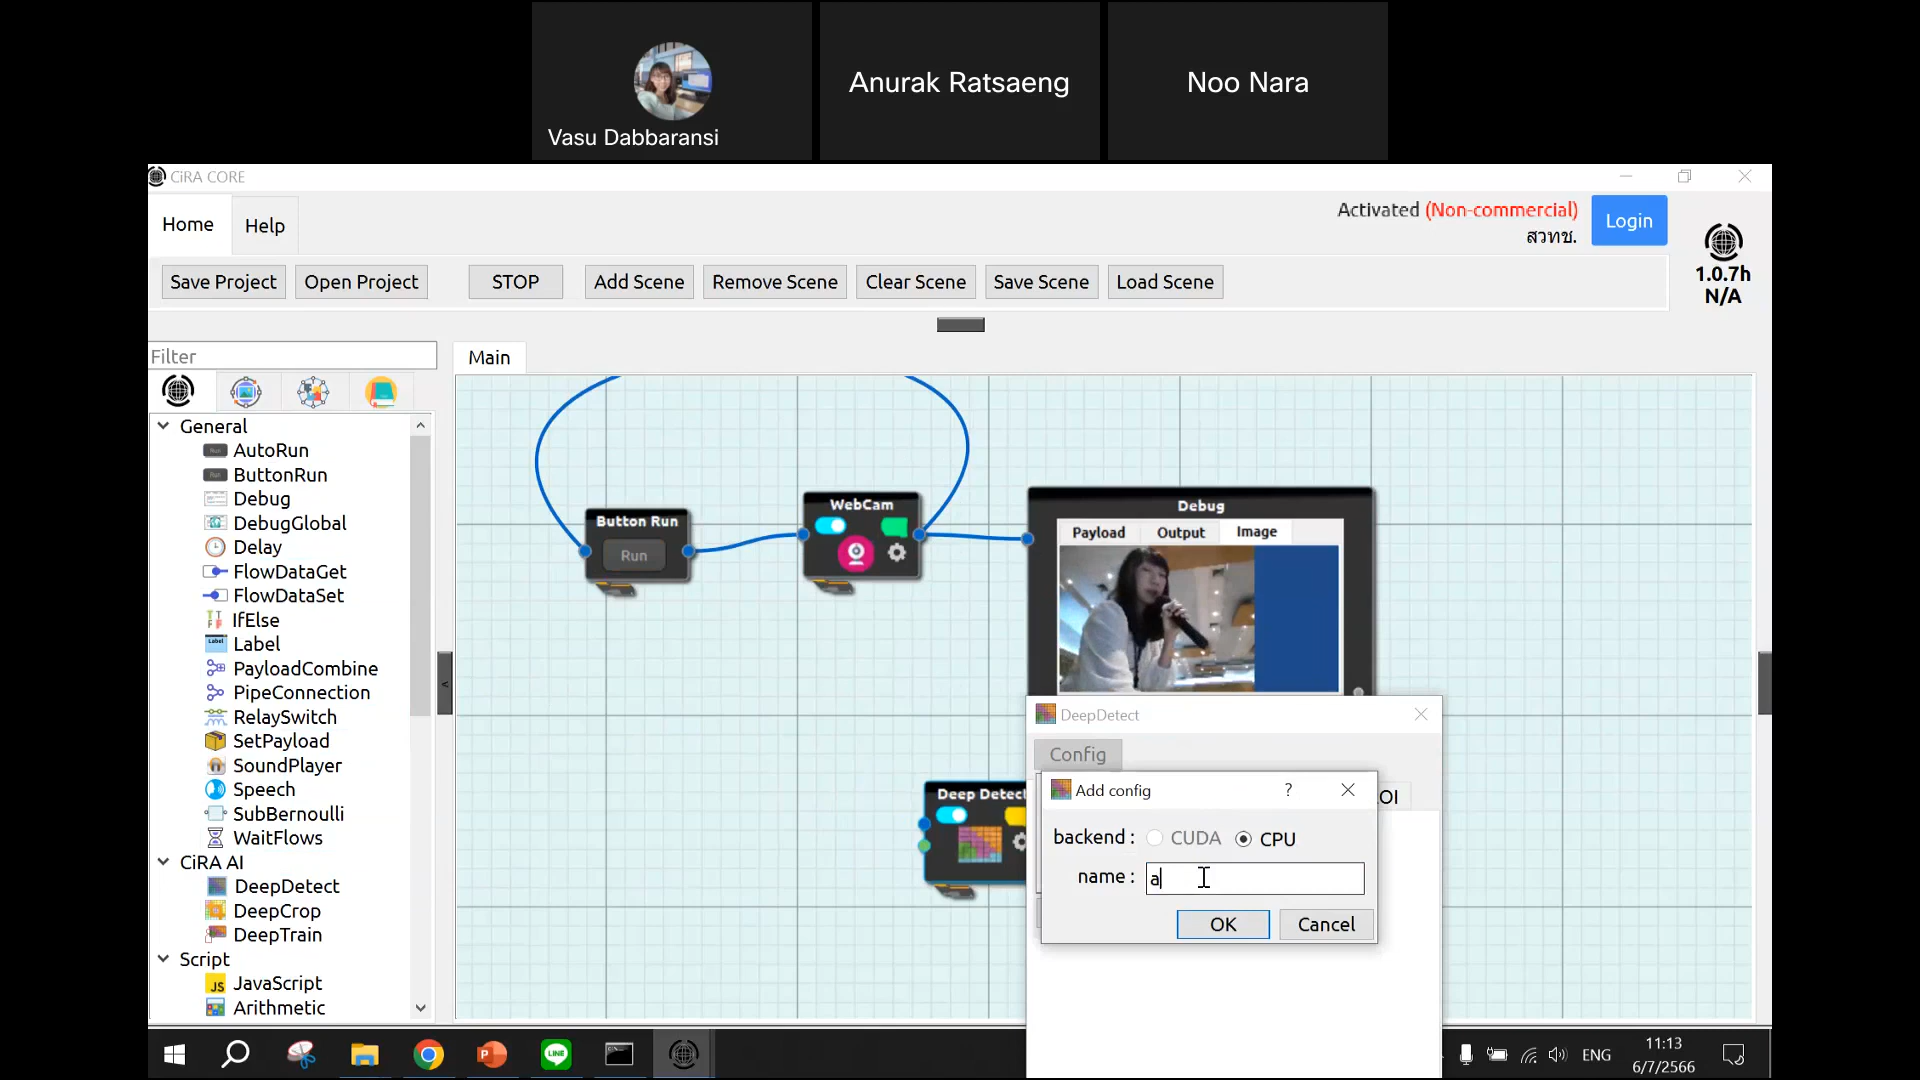 Vasu Dabbaransi
Anurak Ratsaeng
Noo Nara
CiRA CORE
Home
Help
Activated (Non-commercial)
สวทช.
Login
1.0.7h
N/A
Save Project
Open Project
STOP
Add Scene
Remove Scene
Clear Scene
Save Scene
Load Scene
Filter
Main
General
AutoRun
ButtonRun
Debug
DebugGlobal
Delay
FlowDataGet
FlowDataSet
IfElse
Label
PayloadCombine
PipeConnection
RelaySwitch
SetPayload
SoundPlayer
Speech
SubBernoulli
WaitFlows
CiRA AI
DeepDetect
DeepCrop
DeepTrain
Script
JavaScript
Arithmetic
Button Run
Run
WebCam
Debug
Payload
Output
Image
Deep Detect
DeepDetect
Config
OI
Add config
?
backend :
CUDA
CPU
name :
a
OK
Cancel
LINE
ENG
11:13
6/7/2566